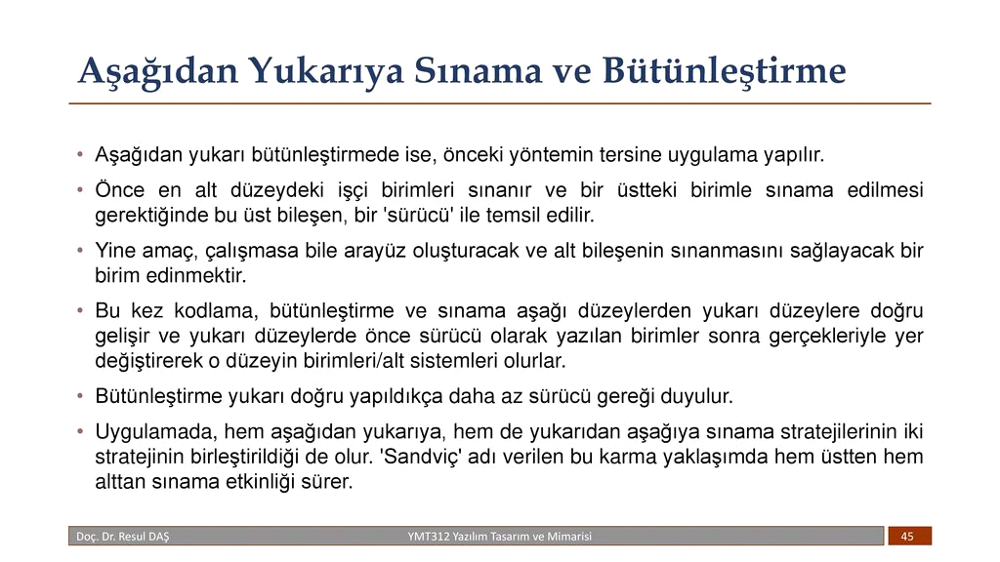 Aşağıdan Yukarıya Sınama ve Bütünleştirme
• Aşağıdan yukarı bütünleştirmede ise, önceki yöntemin tersine uygulama yapılır.
• Önce en alt düzeydeki işçi birimleri sınanır ve bir üstteki birimle sınama edilmesi
gerektiğinde bu üst bileşen, bir 'sürücü' ile temsil edilir.
• Yine amaç, çalışmasa bile arayüz oluşturacak ve alt bileşenin sınanmasını sağlayacak bir
birim edinmektir.
• Bu kez kodlama, bütünleştirme ve sınama aşağı düzeylerden yukarı düzeylere doğru
gelişir ve yukarı düzeylerde önce sürücü olarak yazılan birimler sonra gerçekleriyle yer
değiştirerek o düzeyin birimleri/alt sistemleri olurlar.
• Bütünleştirme yukarı doğru yapıldıkça daha az sürücü gereği duyulur.
• Uygulamada, hem aşağıdan yukarıya, hem de yukarıdan aşağıya sınama stratejilerinin iki
stratejinin birleştirildiği de olur. 'Sandviç' adı verilen bu karma yaklaşımda hem üstten hem
alttan sınama etkinliği sürer.
Doç. Dr. Resul DAŞ
YMT312 Yazılım Tasarım ve Mimarisi
45